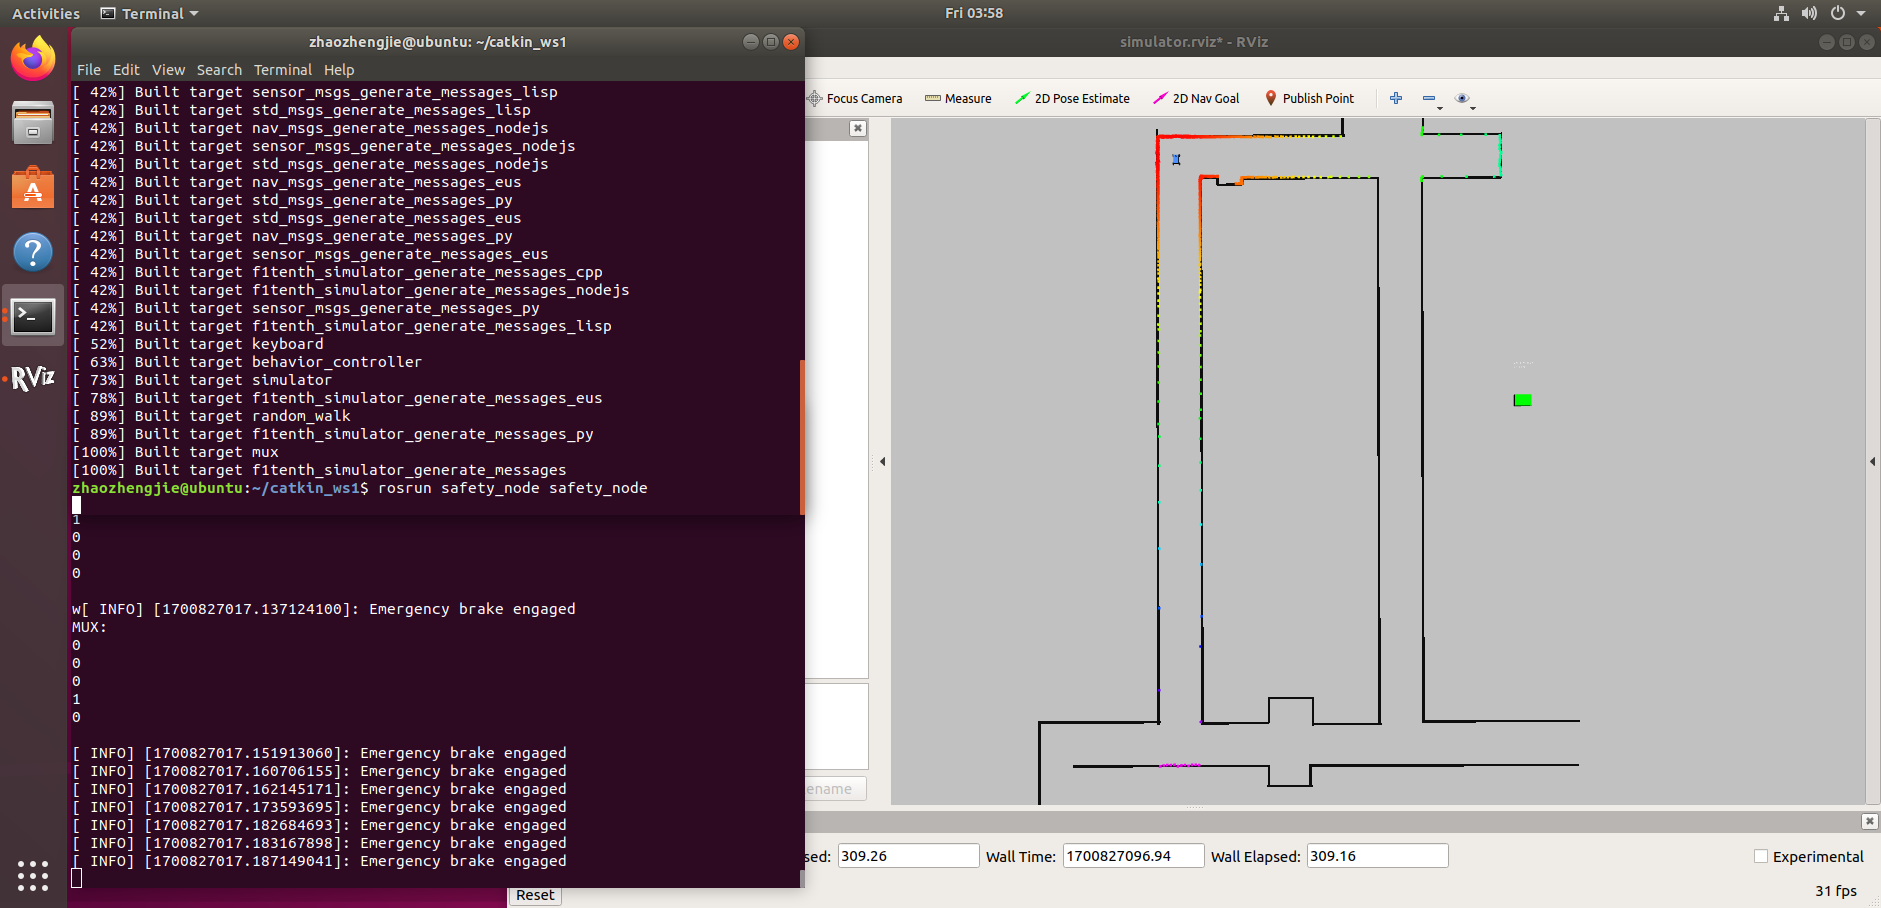 Activities
Terminal
Fri 03:58
zhaozhengjie@ubuntu: ~/catkin_ws1
simulator.rviz* - RViz
File Edit View Search Terminal Help
Focus Camera Measure 2D Pose Estimate 2D Nav Goal Publish Point
[ 42%] Built target sensor_msgs_generate_messages_lisp
[ 42%] Built target std_msgs_generate_messages_lisp
[ 42%] Built target nav_msgs_generate_messages_nodejs
[ 42%] Built target sensor_msgs_generate_messages_nodejs
[ 42%] Built target std_msgs_generate_messages_nodejs
[ 42%] Built target nav_msgs_generate_messages_eus
[ 42%] Built target std_msgs_generate_messages_py
[ 42%] Built target std_msgs_generate_messages_eus
[ 42%] Built target nav_msgs_generate_messages_py
[ 42%] Built target sensor_msgs_generate_messages_eus
[ 42%] Built target f1tenth_simulator_generate_messages_cpp
[ 42%] Built target f1tenth_simulator_generate_messages_nodejs
[ 42%] Built target sensor_msgs_generate_messages_py
[ 42%] Built target f1tenth_simulator_generate_messages_lisp
[ 52%] Built target keyboard
[ 63%] Built target behavior_controller
[ 73%] Built target simulator
[ 78%] Built target f1tenth_simulator_generate_messages_eus
[ 89%] Built target random_walk
[ 89%] Built target f1tenth_simulator_generate_messages_py
[100%] Built target mux
[100%] Built target f1tenth_simulator_generate_messages
zhaozhengjie@ubuntu:~/catkin_ws1$ rosrun safety_node safety_node
1
0
0
0
w[ INFO] [1700827017.137124100]: Emergency brake engaged
MUX:
0
0
0
1
0
[ INFO] [1700827017.151913060]: Emergency brake engaged
[ INFO] [1700827017.160706155]: Emergency brake engaged
[ INFO] [1700827017.162145171]: Emergency brake engaged
[ INFO] [1700827017.173593695]: Emergency brake engaged
[ INFO] [1700827017.182684693]: Emergency brake engaged
[ INFO] [1700827017.183167898]: Emergency brake engaged
[ INFO] [1700827017.187149041]: Emergency brake engaged
RViz
ename
sed: 309.26 Wall Time: 1700827096.94 Wall Elapsed: 309.16 Experimental
Reset
31 fps